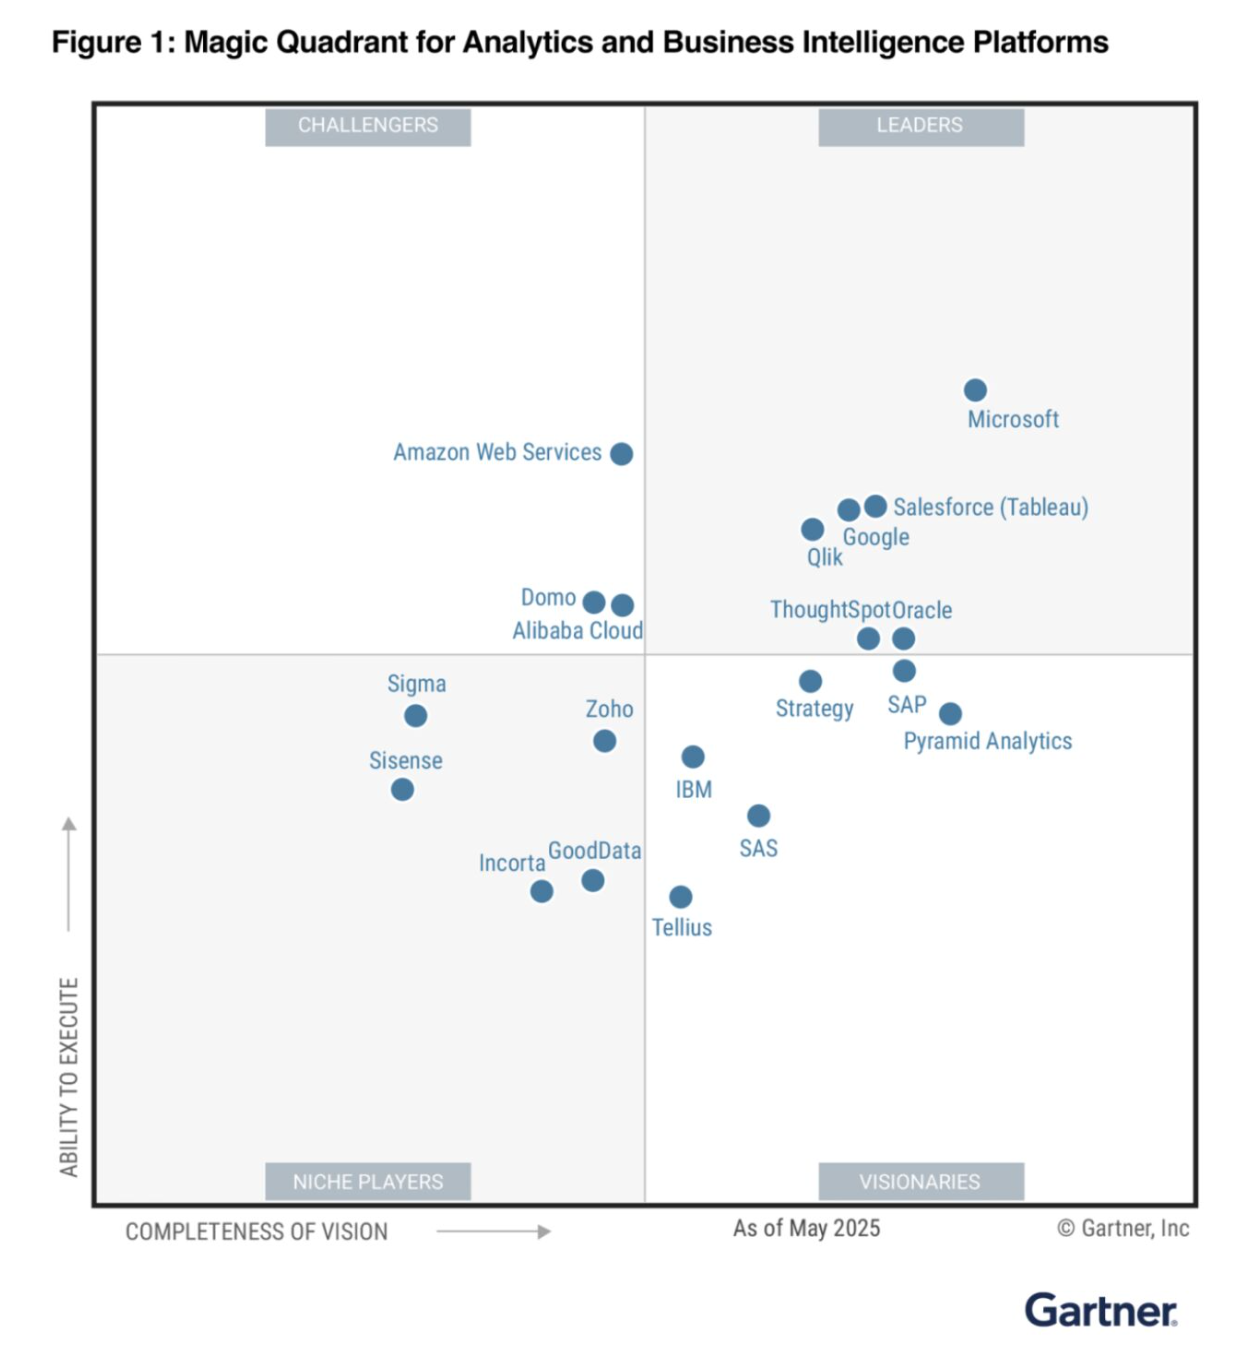 Figure 1: Magic Quadrant for Analytics and Business Intelligence Platforms
CHALLENGERS
LEADERS
Microsoft
Amazon Web Services
Salesforce (Tableau)
Google
Qlik
Domo
Alibaba Cloud
ThoughtSpot
Oracle
Sigma
Zoho
Strategy
SAP
Pyramid Analytics
Sisense
IBM
SAS
GoodData
Incorta
Tellius
ABILITY TO EXECUTE
NICHE PLAYERS
VISIONARIES
COMPLETENESS OF VISION
As of May 2025
© Gartner, Inc
Gartner®